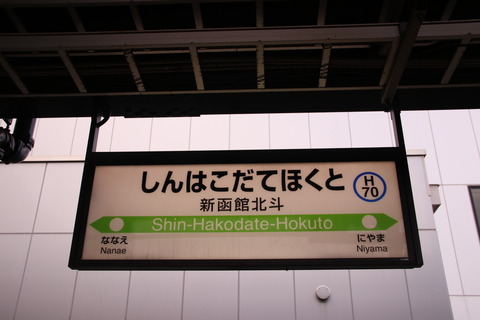 しんはこだてほくと
H
70
新函館北斗
Shin-Hakodate-Hokuto
ななえ
Nanae
にやま
Niyama